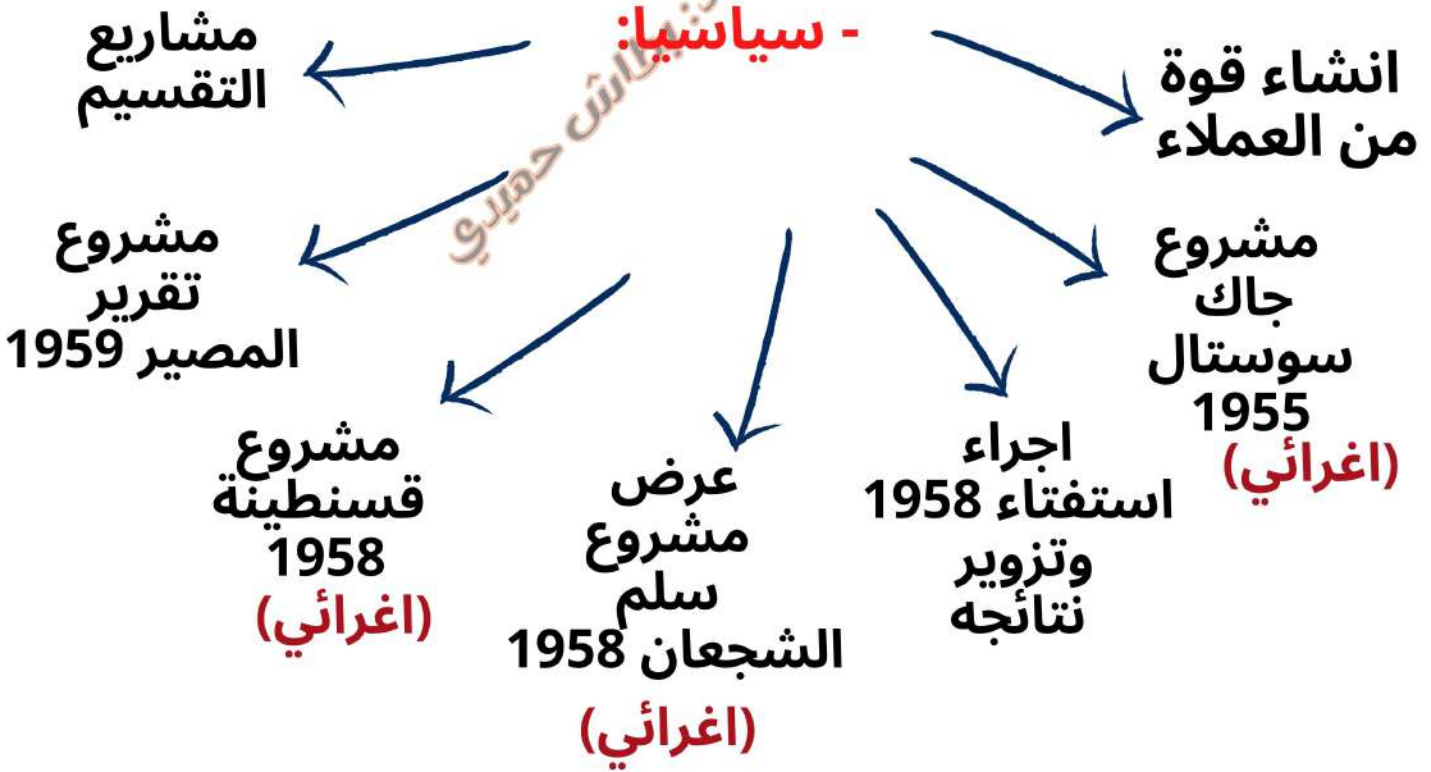 - سياسيا:
انشاء قوة
من العملاء
مشروع
جاك
سوستال
1955
(اغرائي)
اجراء
استفتاء 1958
وتزوير
نتائجه
عرض
مشروع
سلم
الشجعان 1958
(اغرائي)
مشروع
قسنطينة
1958
(اغرائي)
مشروع
تقرير
المصير 1959
مشاريع
التقسيم
حميدي